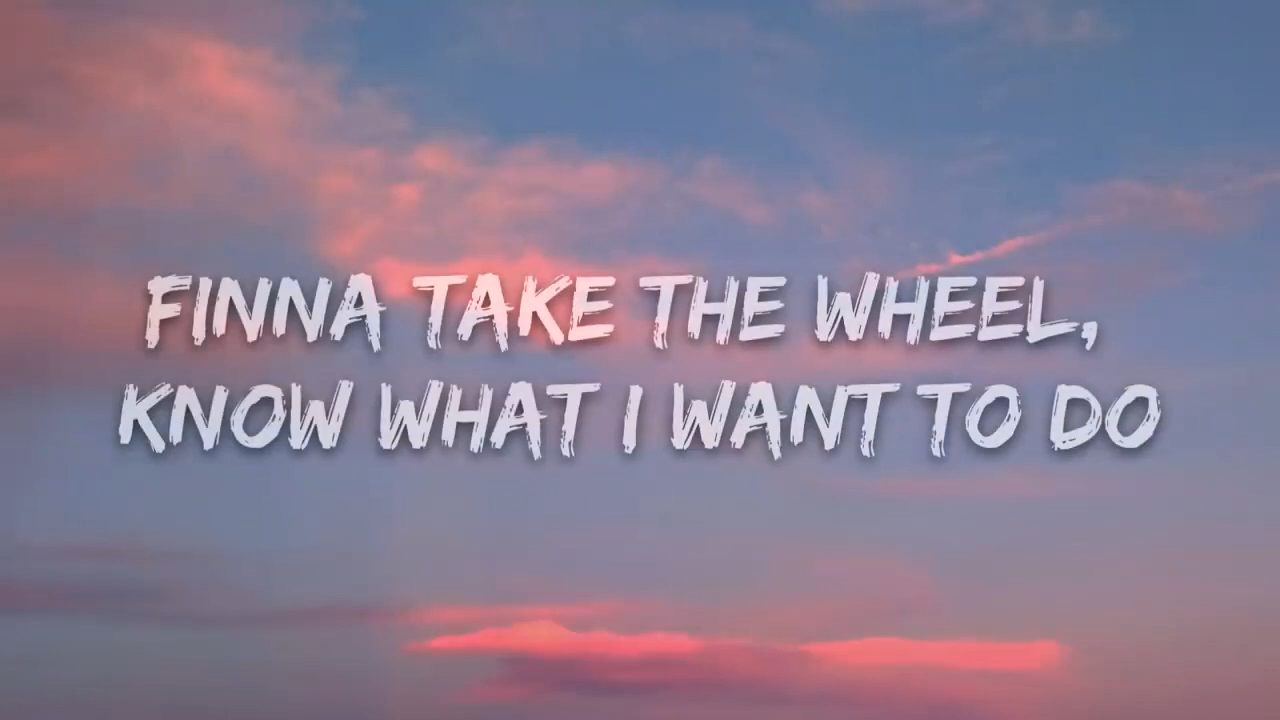 FINNA TAKE THE WHEEL,
KNOW WHAT I WANT TO DO